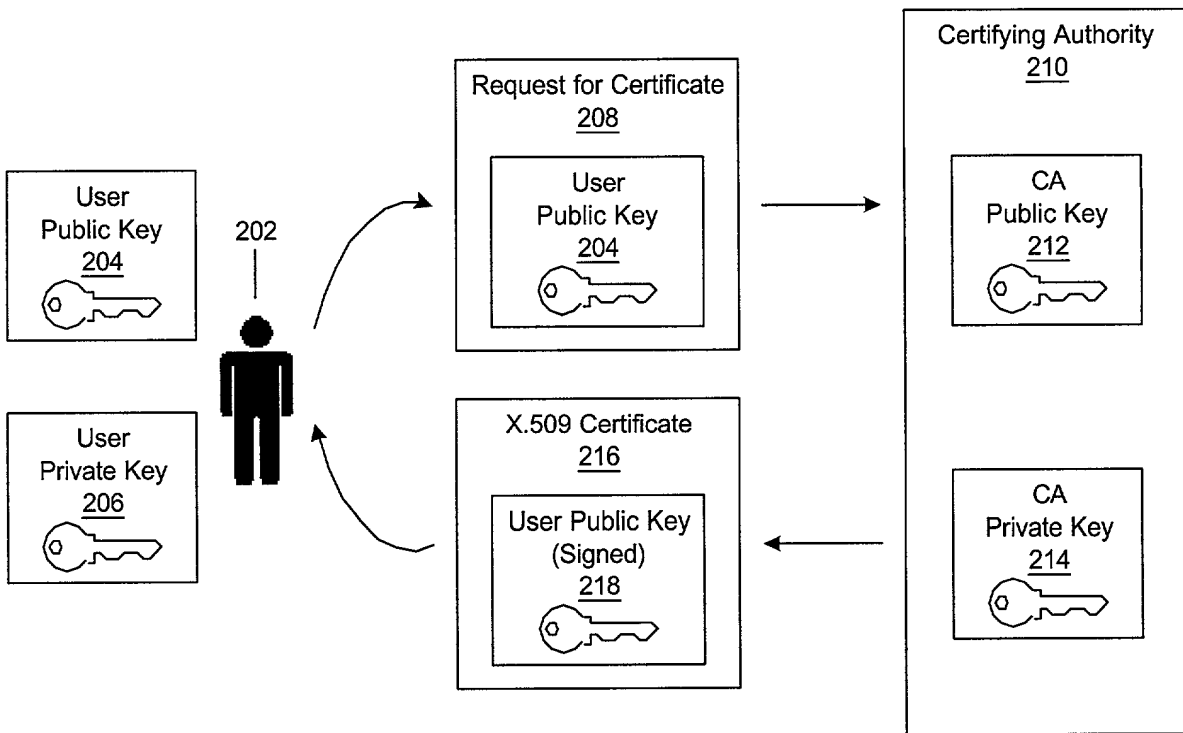 User
Public Key
204
User
Private Key
206
202
Request for Certificate
208
User
Public Key
204
X.509 Certificate
216
User Public Key
(Signed)
218
Certifying Authority
210
CA
Public Key
212
CA
Private Key
214